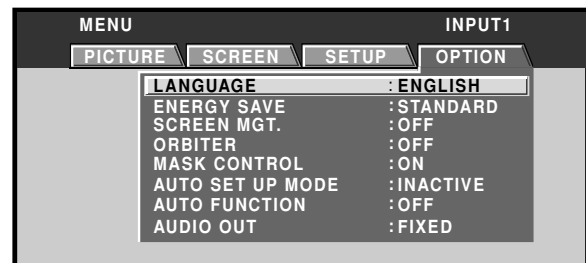 MENU INPUT1
PICTURE SCREEN SETUP OPTION
LANGUAGE :ENGLISH
ENERGY SAVE :STANDARD
SCREEN MGT. :OFF
ORBITER :OFF
MASK CONTROL :ON
AUTO SET UP MODE :INACTIVE
AUTO FUNCTION :OFF
AUDIO OUT :FIXED